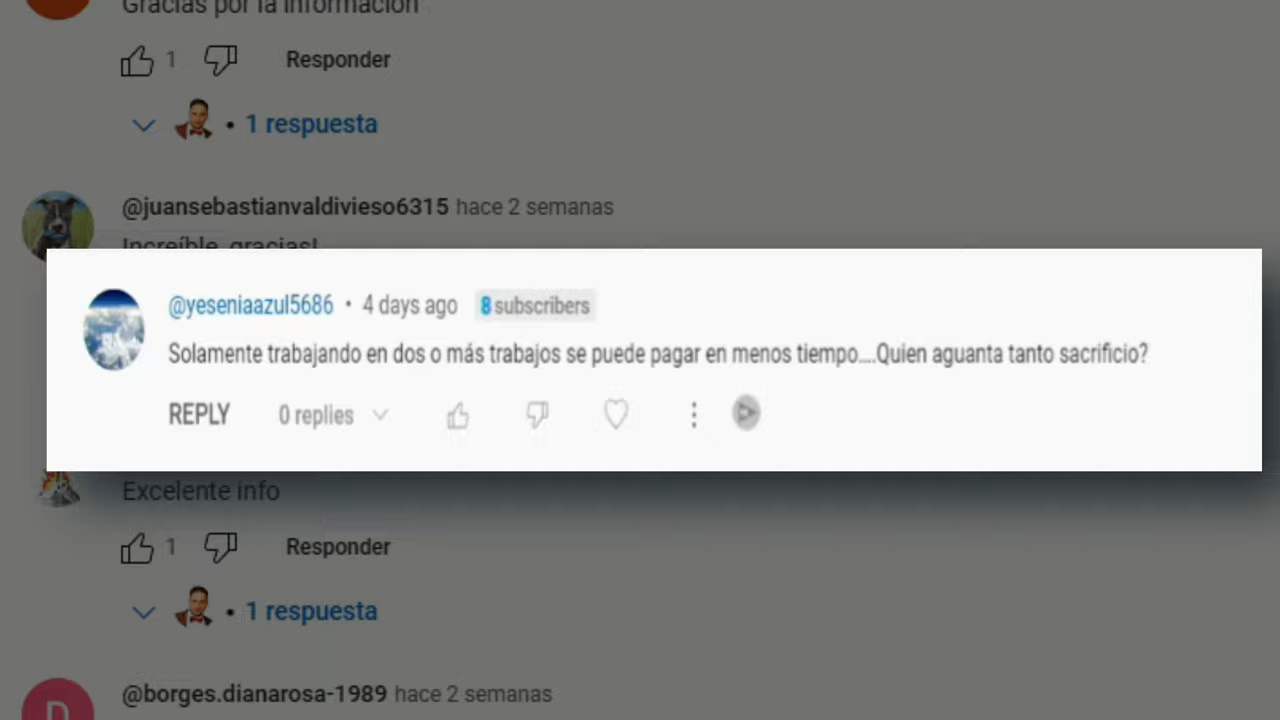 Gracias por la información
1 Responder
• 1 respuesta
@juansebastianvaldivieso6315 hace 2 semanas
Increíble, gracias!
@yeseniaazul5686 • 4 days ago 8 subscribers
Solamente trabajando en dos o más trabajos se puede pagar en menos tiempo....Quien aguanta tanto sacrificio?
REPLY 0 replies
Excelente info
1 Responder
• 1 respuesta
@borges.dianarosa-1989 hace 2 semanas
D